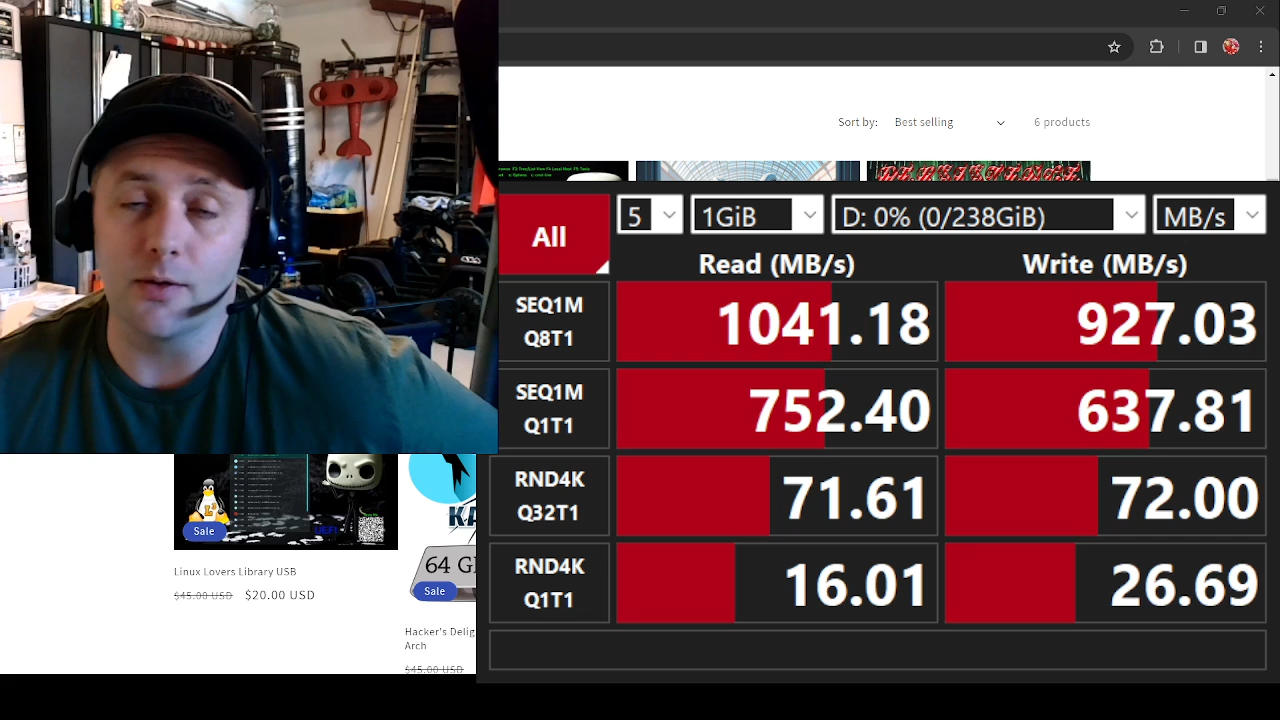 Sort by: Best selling 6 products
All 5 1GiB D: 0% (0/238GiB) MB/s
Read (MB/s) Write (MB/s)
SEQ1M
Q8T1
1041.18 927.03
SEQ1M
Q1T1
752.40 637.81
RND4K
Q32T1
71.61 72.00
RND4K
Q1T1
16.01 26.69
Sale
Linux Lovers Library USB
$45.00 USD $20.00 USD
KA
64 G
Sale
Hacker's Delig
Arch
$45.00 USD